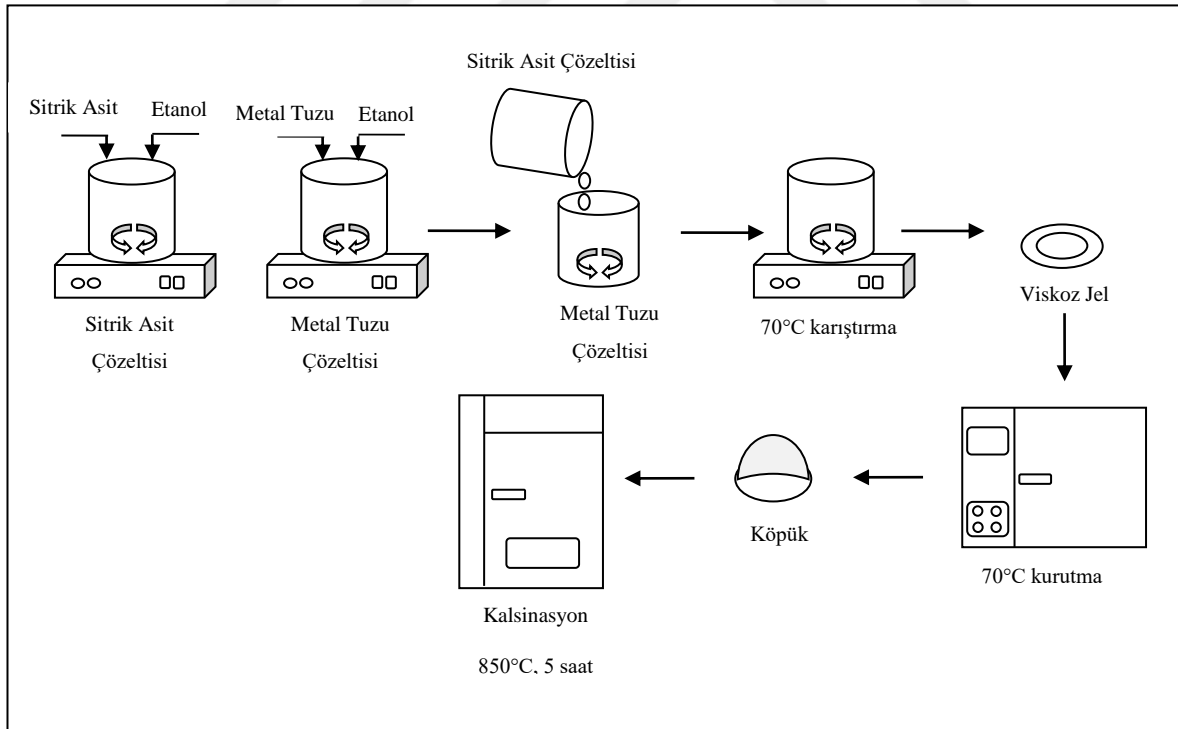 Sitrik Asit Çözeltisi
Sitrik Asit
Etanol
Metal Tuzu
Etanol
Sitrik Asit
Çözeltisi
Metal Tuzu
Çözeltisi
Metal Tuzu
Çözeltisi
70°C karıştırma
Viskoz Jel
70°C kurutma
Köpük
Kalsinasyon
850°C, 5 saat